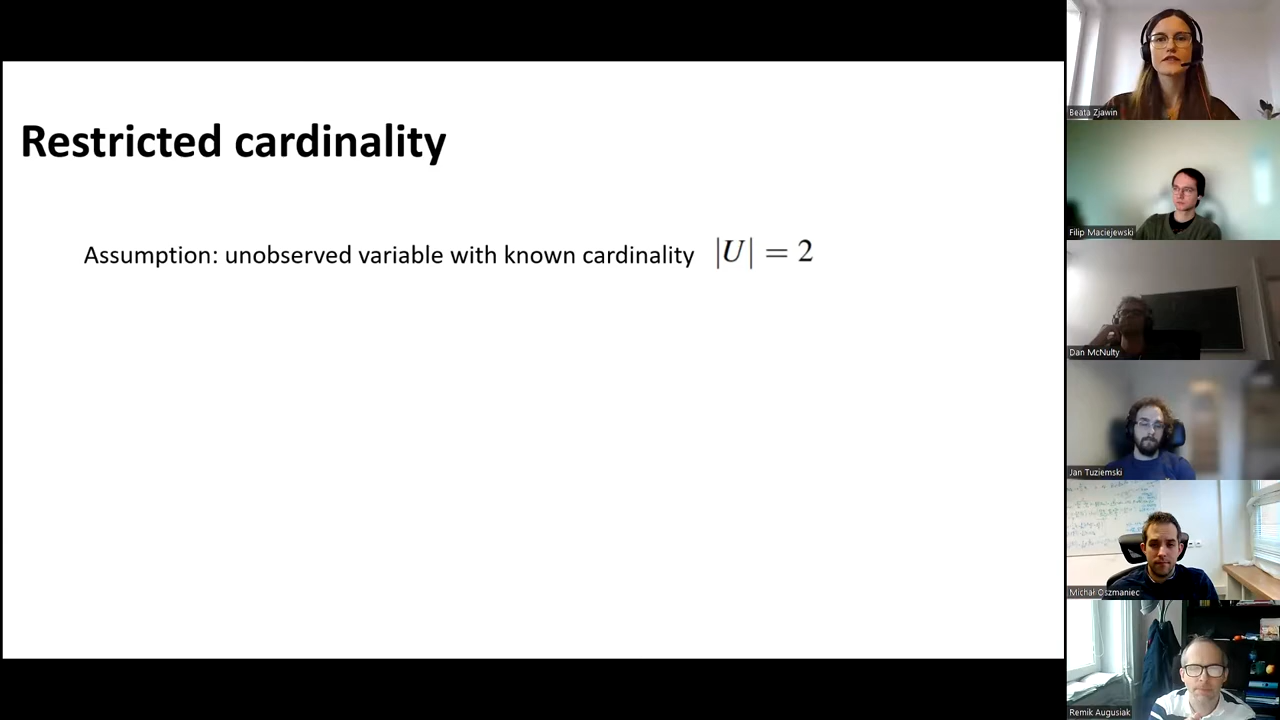 Restricted cardinality
Assumption: unobserved variable with known cardinality |U| = 2
Beata Zjawin
Filip Maciejewski
Dan McNulty
Jan Tuziemski
Michał Oszmaniec
Remik Augusiak